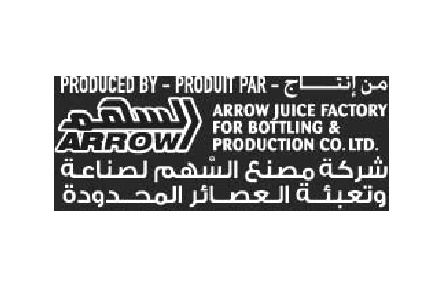 PRODUCED BY - PRODUIT PAR - من إنتاج
السهم
ARROW
ARROW JUICE FACTORY
FOR BOTTLING &
PRODUCTION CO. LTD.
شركة مصنع السّهم لصناعة
وتعبئة العصائر المحدودة